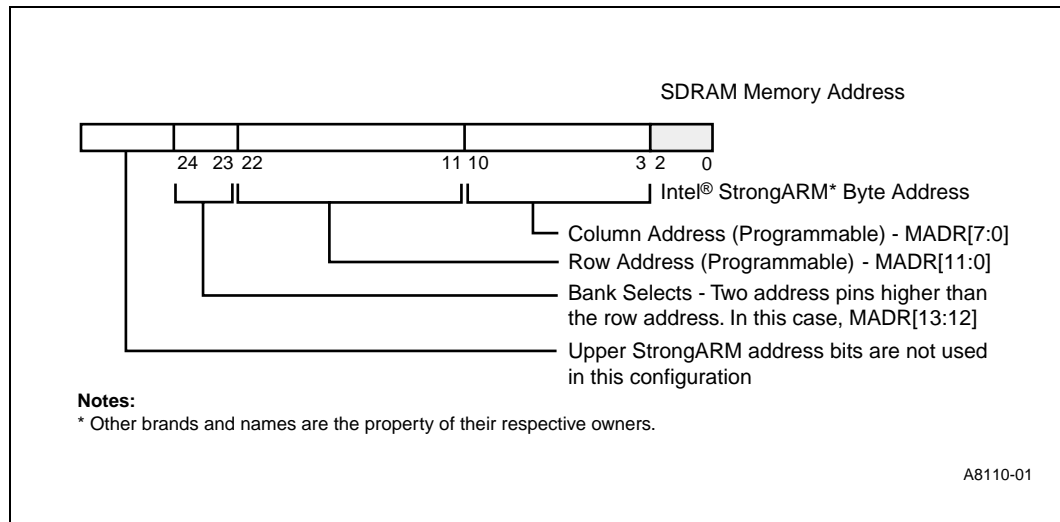 SDRAM Memory Address
24 23 22 11 10 3 2 0
Intel® StrongARM* Byte Address
Column Address (Programmable) - MADR[7:0]
Row Address (Programmable) - MADR[11:0]
Bank Selects - Two address pins higher than
the row address. In this case, MADR[13:12]
Upper StrongARM address bits are not used
in this configuration
Notes:
* Other brands and names are the property of their respective owners.
A8110-01